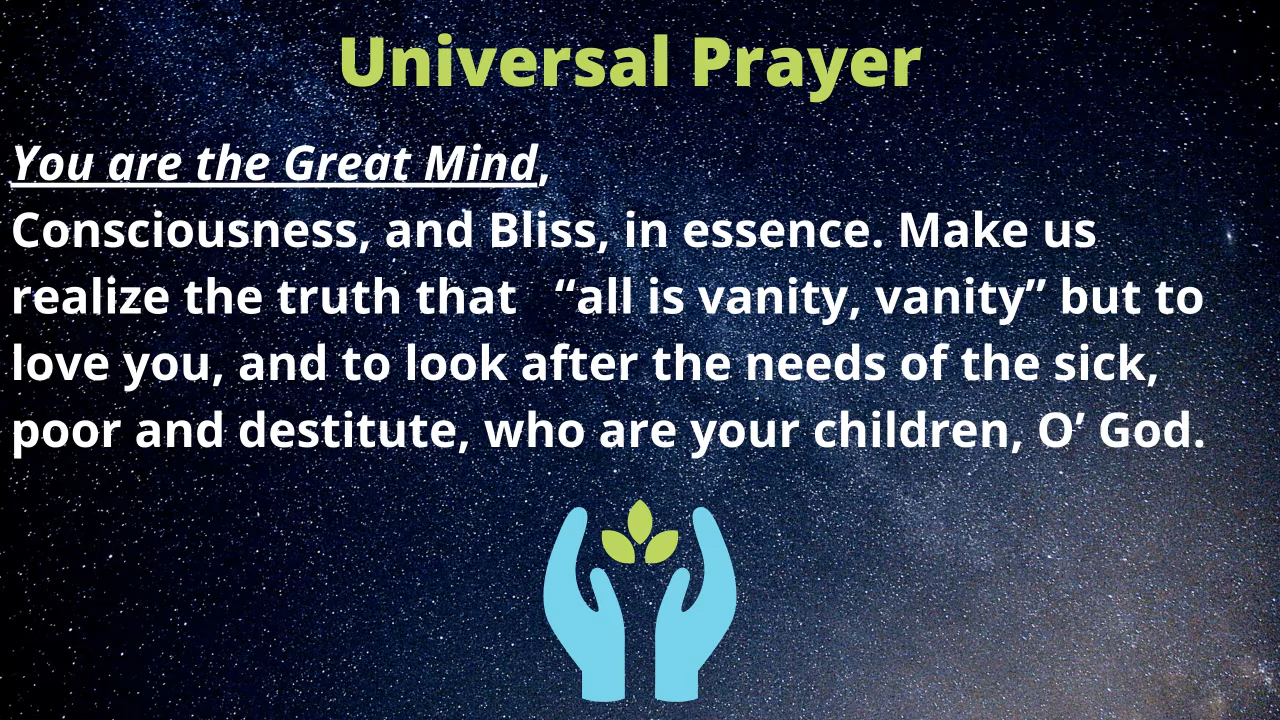 Universal Prayer
You are the Great Mind,
Consciousness, and Bliss, in essence. Make us
realize the truth that “all is vanity, vanity” but to
love you, and to look after the needs of the sick,
poor and destitute, who are your children, O’ God.